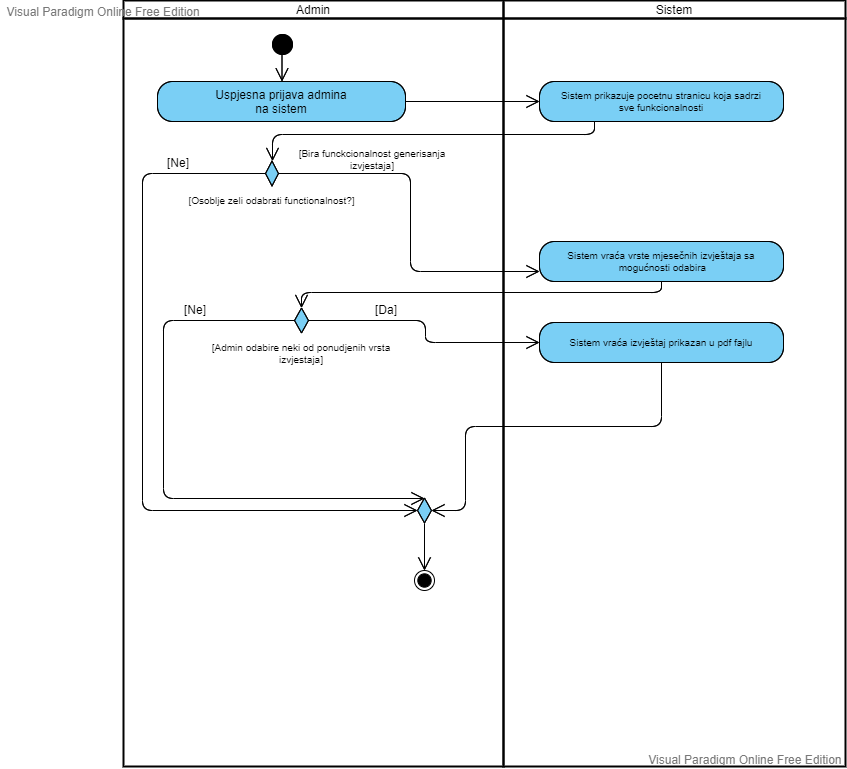 Visual Paradigm Online Free Edition
Admin
Sistem
Uspjesna prijava admina
na sistem
Sistem prikazuje pocetnu stranicu koja sadrzi
sve funkcionalnosti
[Ne]
[Bira funckcionalnost generisanja
izvjestaja]
[Osoblje zeli odabrati functionalnost?]
Sistem vraća vrste mjesečnih izvještaja sa
mogućnosti odabira
[Ne]
[Da]
[Admin odabire neki od ponudjenih vrsta
izvjestaja]
Sistem vraća izvještaj prikazan u pdf fajlu
Visual Paradigm Online Free Edition